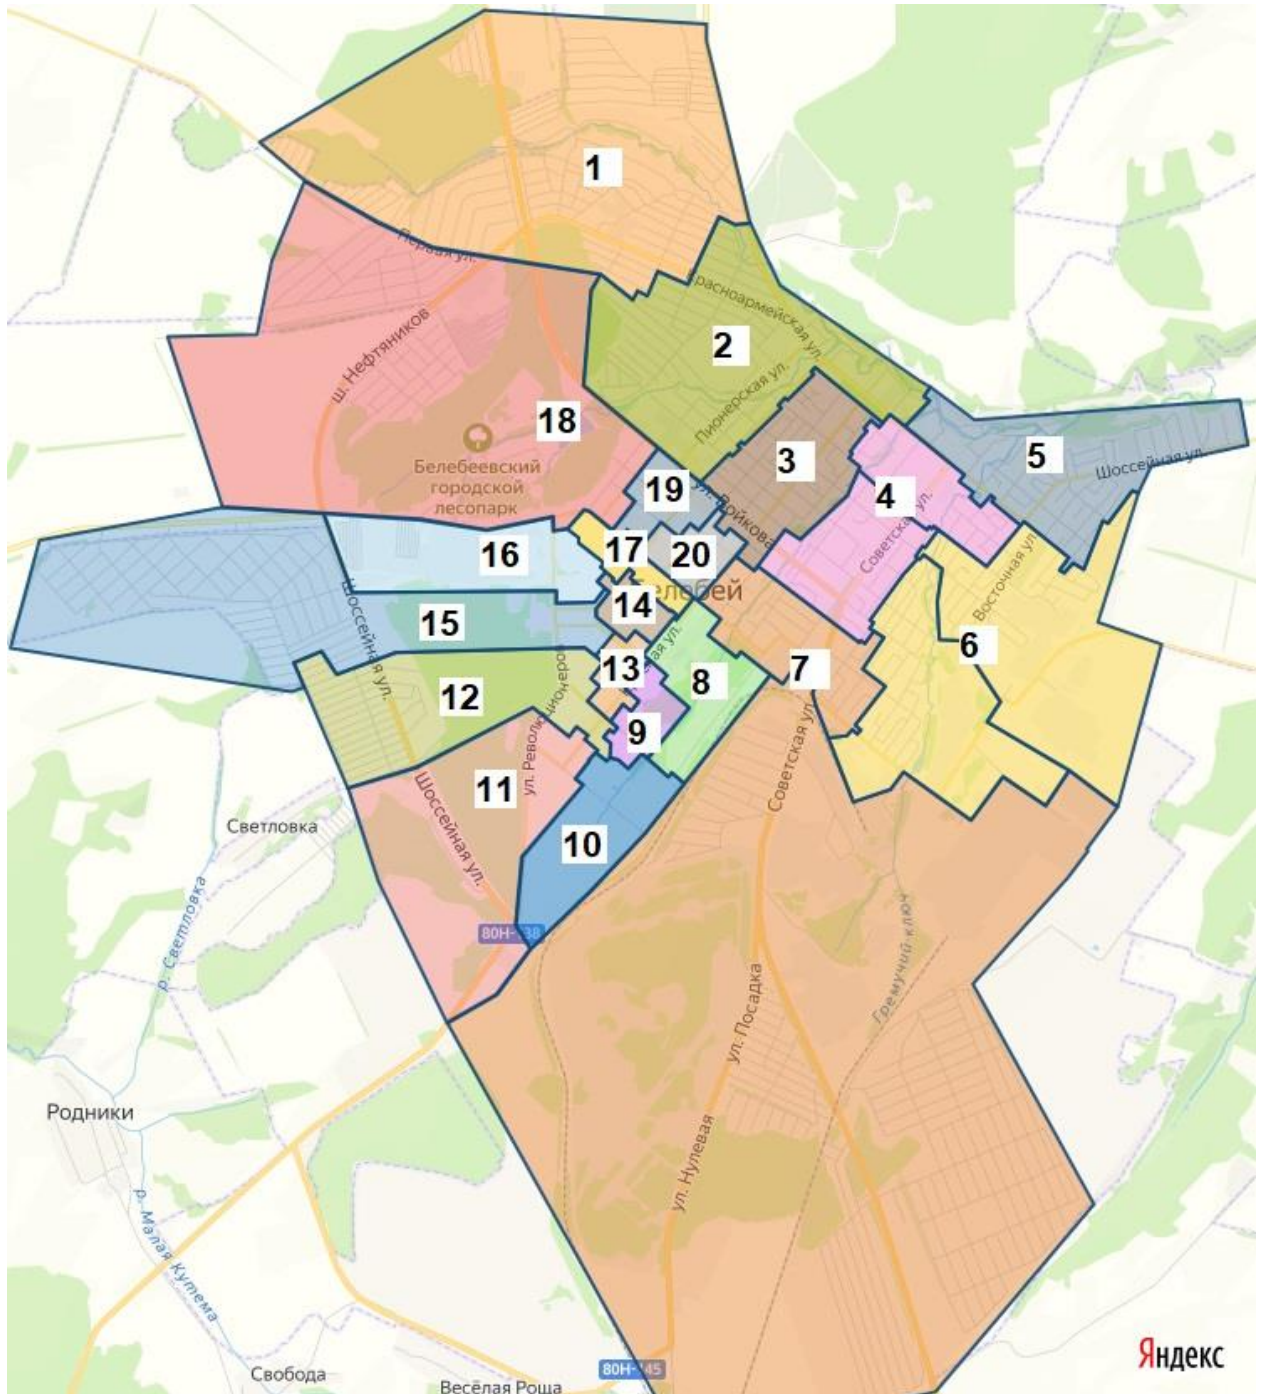 1
Первая ул.
Красноармейская ул.
ш. Нефтяников
2
Пионерская ул.
18
3
5
Шоссейная ул.
Белебеевский
городской
лесопарк
19
ул. Войкова
4
Советская ул.
16
17
20
Восточная ул.
Белебей
14
Шоссейная ул.
15
6
13
8
7
12
ул. Революционеров
9
Советская ул.
11
Шоссейная ул.
Светловка
10
р. Светловка
80Н-
38
Гремучий ключ
ул. Посадка
Родники
ул. Нулевая
р. Малая Кутема
Яндекс
Свобода
80Н-
45
Весёлая Роща